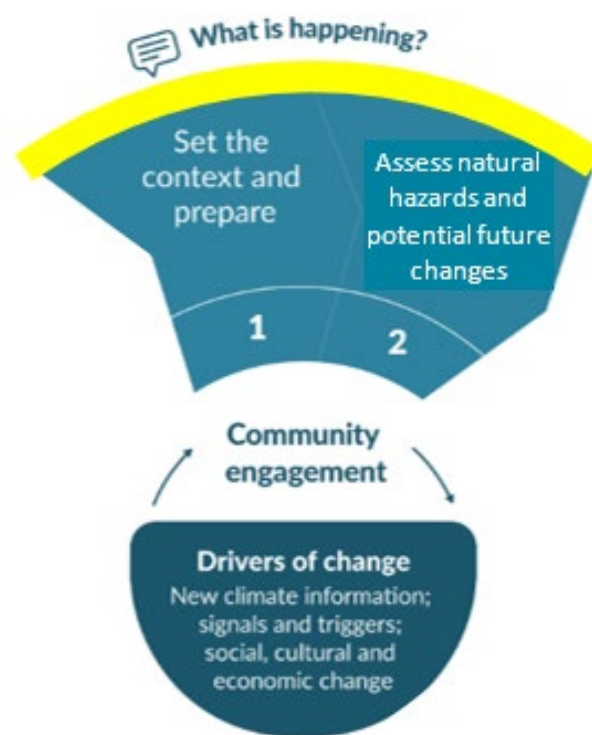 What is happening?
Set the
context and
prepare
Assess natural
hazards and
potential future
changes
1
2
Community
engagement
Drivers of change
New climate information;
signals and triggers;
social, cultural and
economic change